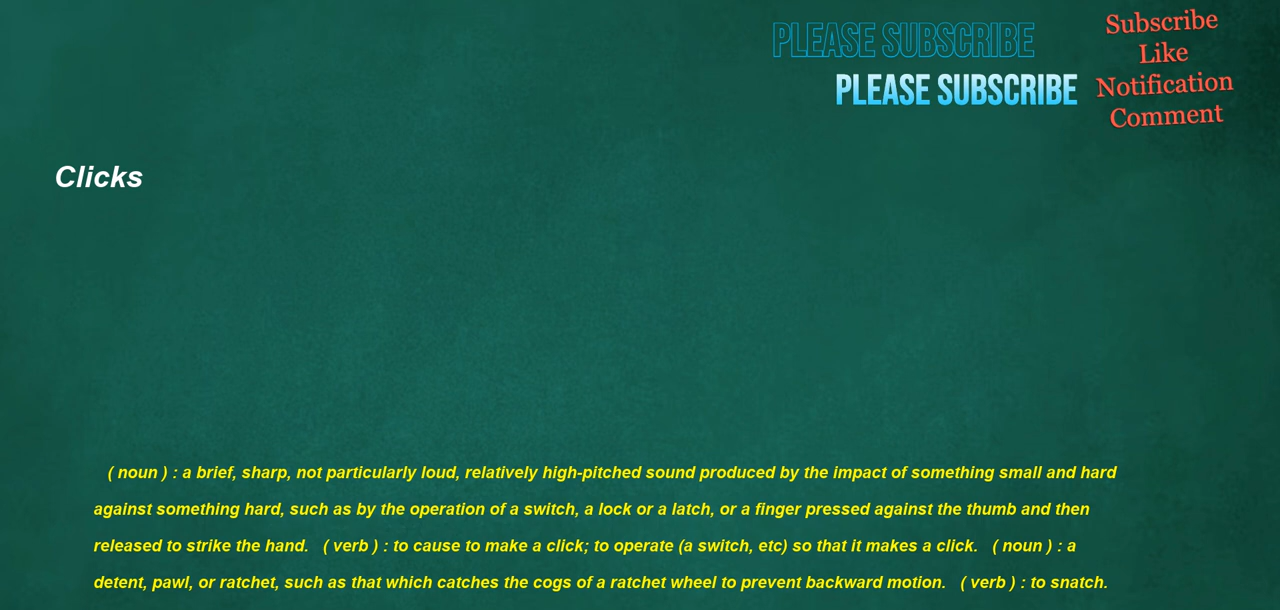 PLEASE SUBSCRIBE
PLEASE SUBSCRIBE
Subscribe
Like
Notification
Comment
Clicks
( noun ) : a brief, sharp, not particularly loud, relatively high-pitched sound produced by the impact of something small and hard
against something hard, such as by the operation of a switch, a lock or a latch, or a finger pressed against the thumb and then
released to strike the hand. ( verb ) : to cause to make a click; to operate (a switch, etc) so that it makes a click. ( noun ) : a
detent, pawl, or ratchet, such as that which catches the cogs of a ratchet wheel to prevent backward motion. ( verb ) : to snatch.